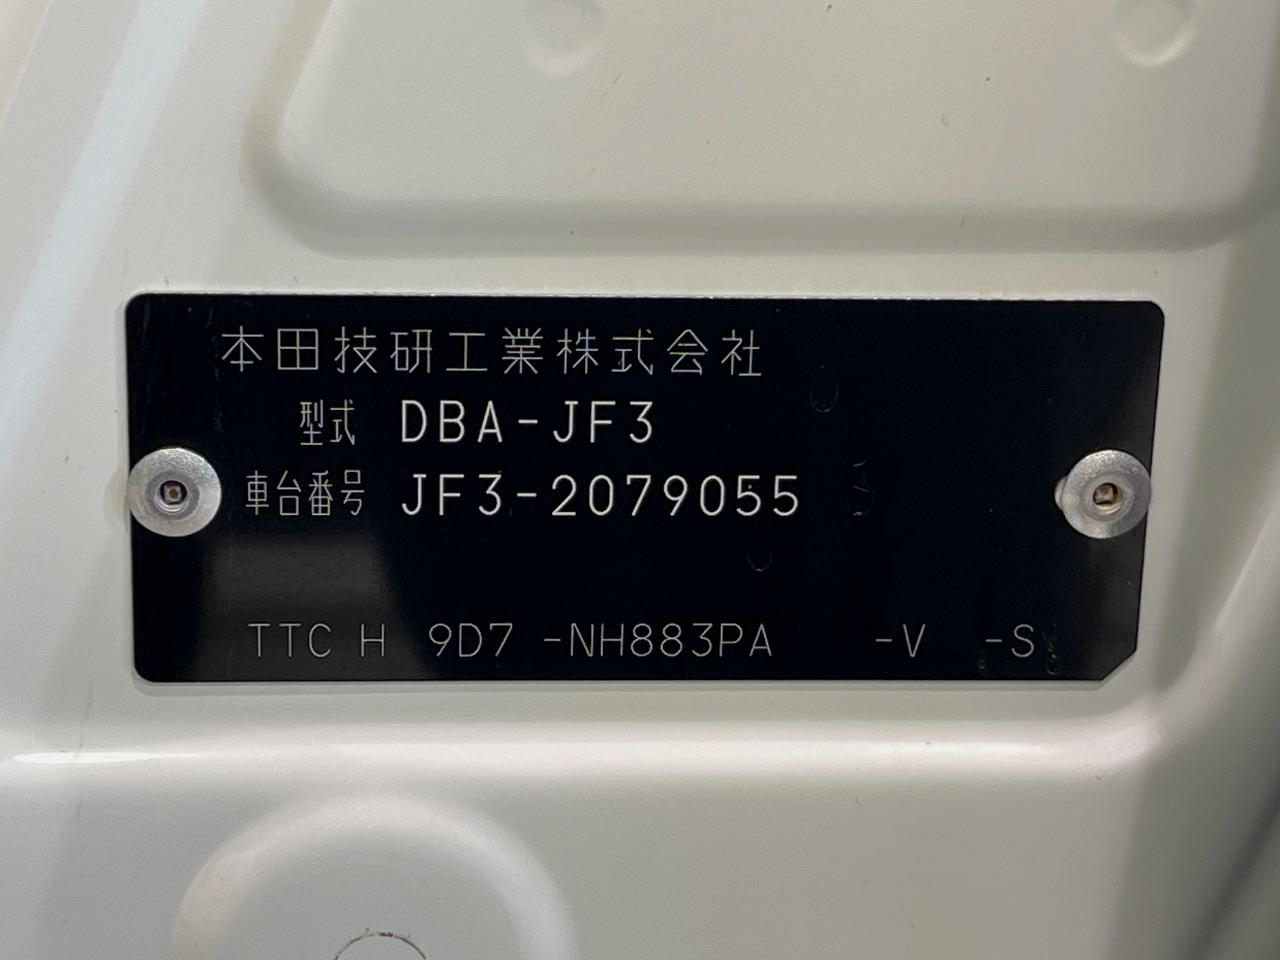 本田技研工業株式会社
型式 DBA-JF3
車台番号 JF3-2079055
TTC H 9D7 -NH883PA -V -S